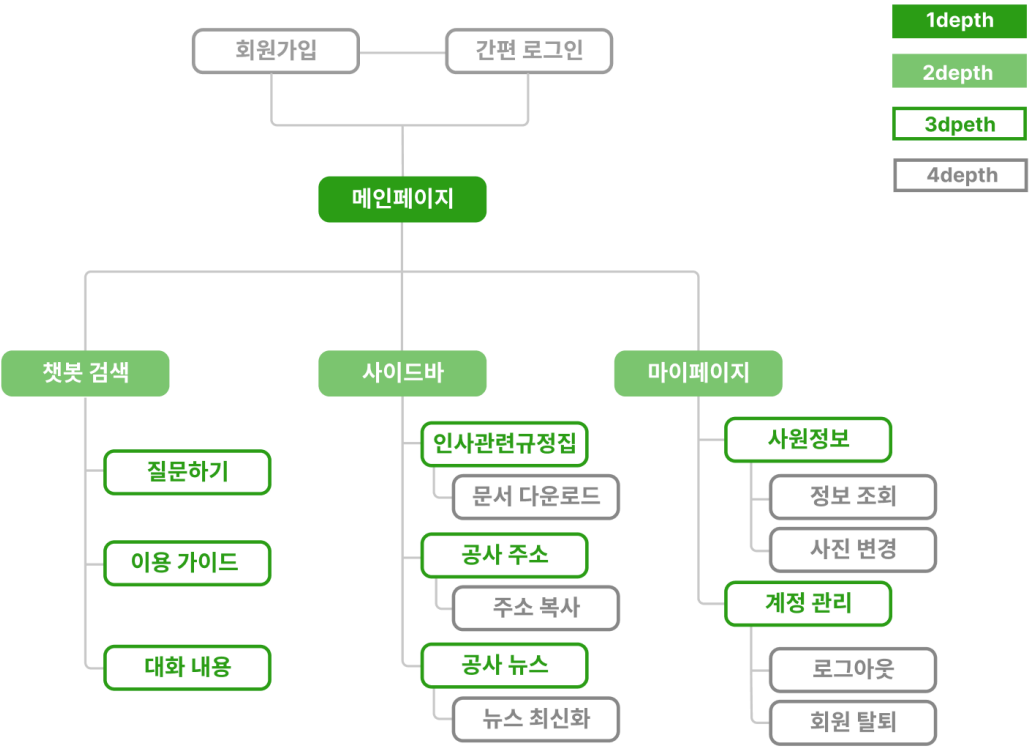 1depth
2depth
3dpeth
4depth
회원가입
간편 로그인
메인페이지
챗봇 검색
질문하기
이용 가이드
대화 내용
사이드바
인사관련규정집
문서 다운로드
공사 주소
주소 복사
공사 뉴스
뉴스 최신화
마이페이지
사원정보
정보 조회
사진 변경
계정 관리
로그아웃
회원 탈퇴